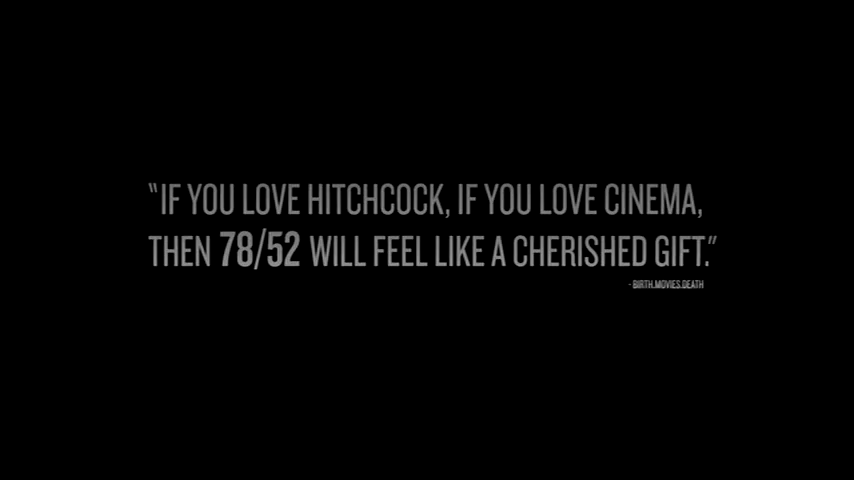 “IF YOU LOVE HITCHCOCK, IF YOU LOVE CINEMA,
THEN 78/52 WILL FEEL LIKE A CHERISHED GIFT.”
- BIRTH.MOVIES.DEATH